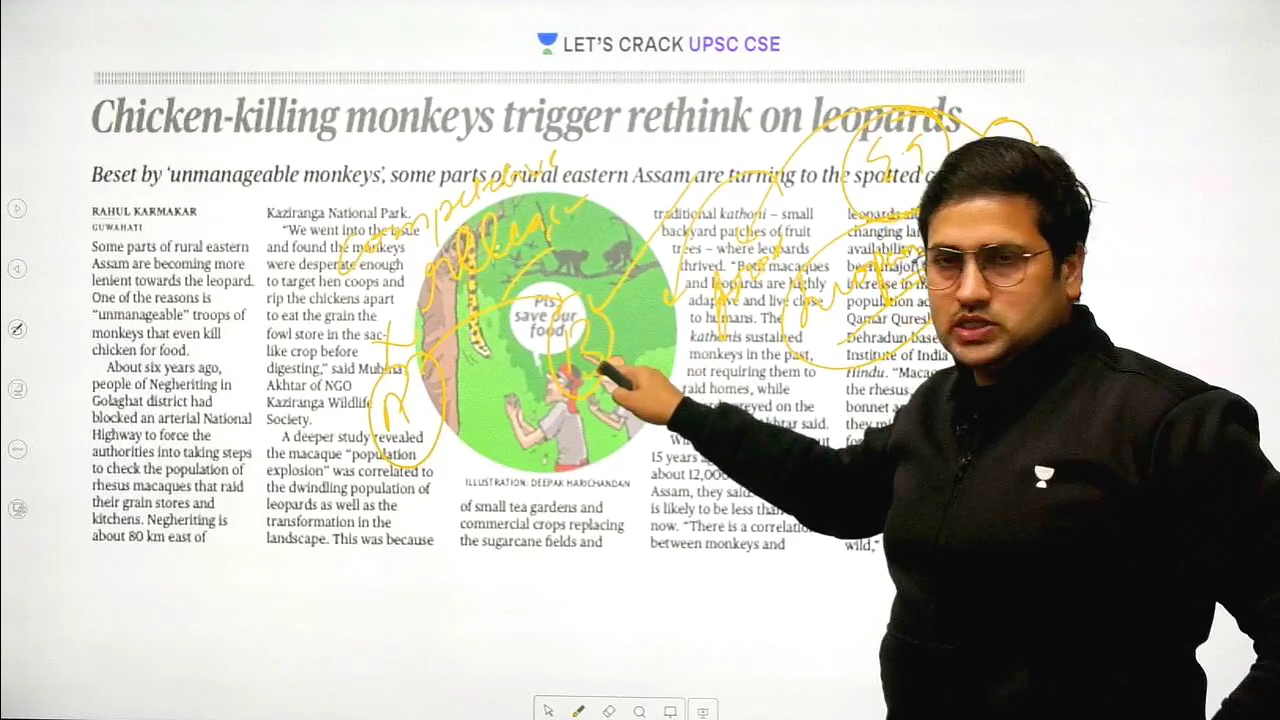 LET'S CRACK UPSC CSE
Chicken-killing monkeys trigger rethink on leopards
Beset by 'unmanageable monkeys', some parts of rural eastern Assam are turning to the spotted
RAHUL KARMAKAR
GUWAHATI
Some parts of rural eastern
Assam are becoming more
lenient towards the leopard.
One of the reasons is
"unmanageable" troops of
monkeys that even kill
chicken for food.
About six years ago,
people of Negheriting in
Golaghat district had
blocked an arterial National
Highway to force the
authorities into taking steps
to check the population of
rhesus macaques that raid
their grain stores and
kitchens. Negheriting is
about 80 km east of
Kaziranga National Park.
"We went into the issue
and found the monkeys
were desperate enough
to target hen coops and
rip the chickens apart
to eat the grain the
fowl store in the sac-
like crop before
digesting," said Mubina
Akhtar of NGO
Kaziranga Wildlife
Society.
A deeper study revealed
the macaque "population
explosion" was correlated to
the dwindling population of
leopards as well as the
transformation in the
landscape. This was because
Pls
save our
food
ILLUSTRATION: DEEPAK HARICHANDAN
of small tea gardens and
commercial crops replacing
the sugarcane fields and
traditional kathoni – small
backyard patches of fruit
trees – where leopards
thrived. "Both macaques
and leopards are highly
and live close
to humans. The
kathonis sustained
monkeys in the past,
not requiring them to
raid homes, while
preyed on the
Akhtar said.
15 years
about 12,000
Assam, they said
is likely to be less than
now. "There is a correlation
between monkeys and
leopards
changing
availability
major
increase in
population
Qamar Qureshi
Dehradun-based
Institute of India
Hindu. "Macaques
the rhesus
bonnet
they
wild,"